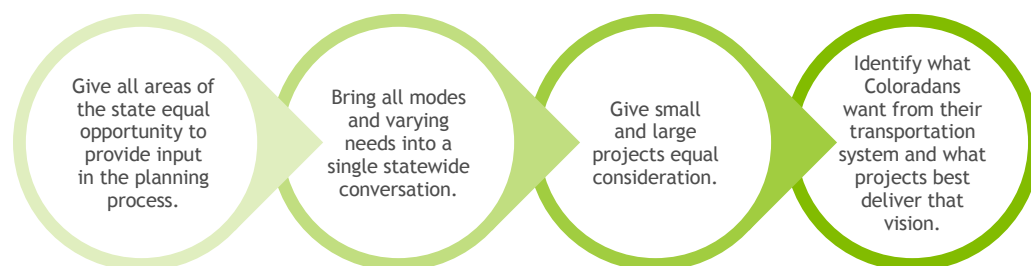 Give all areas of
the state equal
opportunity to
provide input
in the planning
process.
Bring all modes
and varying
needs into a
single statewide
conversation.
Give small
and large
projects equal
consideration.
Identify what
Coloradans
want from their
transportation
system and what
projects best
deliver that
vision.